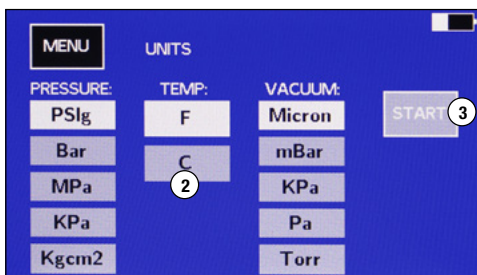 MENU UNITS
PRESSURE: TEMP: VACUUM:
PSIg F Micron START 3
Bar C mBar
2
MPa KPa
KPa Pa
Kgcm2 Torr